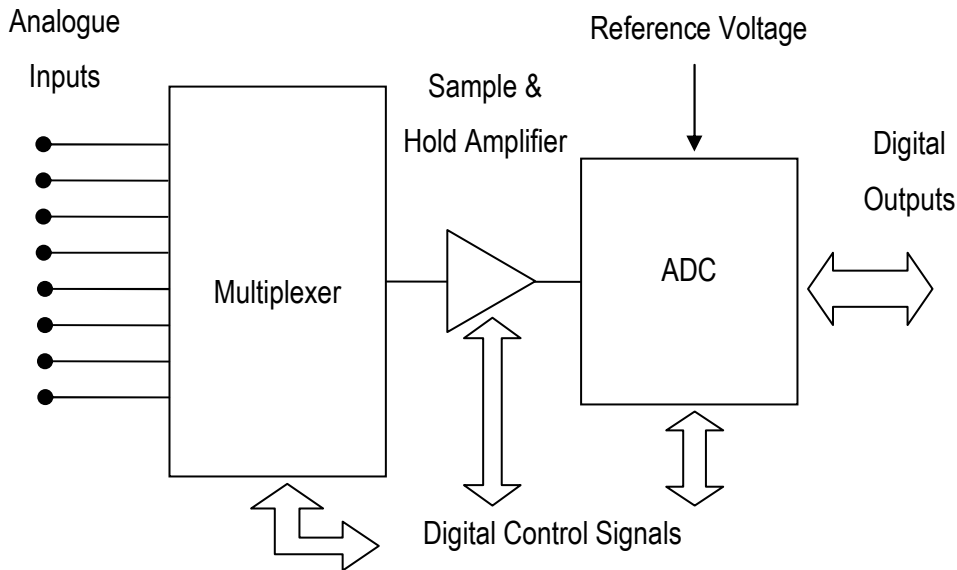 Analogue
Inputs
Multiplexer
Sample &
Hold Amplifier
Reference Voltage
ADC
Digital
Outputs
Digital Control Signals